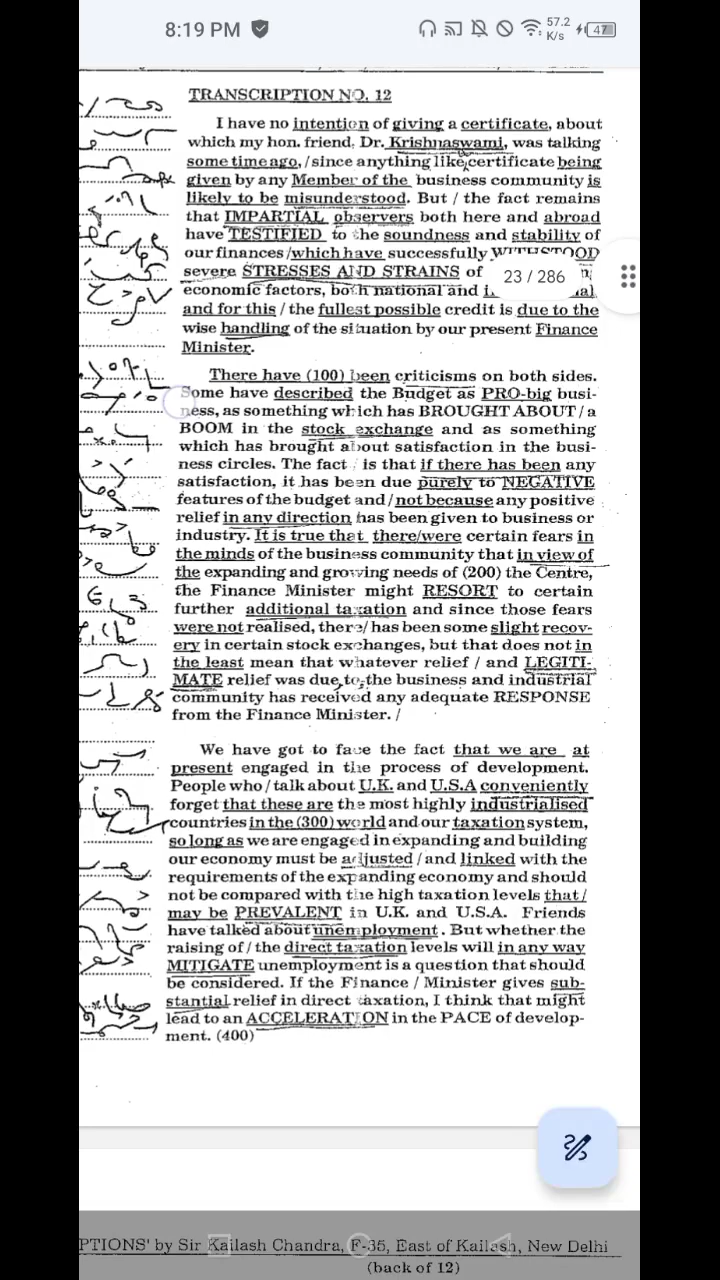 8:19 PM
57.2
K/s
47
TRANSCRIPTION NO. 12
I have no intention of giving a certificate, about
which my hon. friend, Dr. Krishnaswami, was talking
some time ago, / since anything like certificate being
given by any Member of the business community is
likely to be misunderstood. But / the fact remains
that IMPARTIAL observers both here and abroad
have TESTIFIED to the soundness and stability of
our finances / which have successfully WITHSTOOD
severe STRESSES AND STRAINS of
23 / 286
economic factors, both national and
and for this / the fullest possible credit is due to the
wise handling of the situation by our present Finance
Minister.
There have (100) been criticisms on both sides.
Some have described the Budget as PRO-big busi-
ness, as something which has BROUGHT ABOUT / a
BOOM in the stock exchange and as something
which has brought about satisfaction in the busi-
ness circles. The fact / is that if there has been any
satisfaction, it has been due purely to NEGATIVE
features of the budget and / not because any positive
relief in any direction has been given to business or
industry. It is true that there/were certain fears in
the minds of the business community that in view of
the expanding and growing needs of (200) the Centre,
the Finance Minister might RESORT to certain
further additional taxation and since those fears
were not realised, there/ has been some slight recov-
ery in certain stock exchanges, but that does not in
the least mean that whatever relief / and LEGITI-
MATE relief was due to the business and industrial
community has received any adequate RESPONSE
from the Finance Minister. /
We have got to face the fact that we are at
present engaged in the process of development.
People who / talk about U.K. and U.S.A conveniently
forget that these are the most highly industrialised
countries in the (300) world and our taxation system,
so long as we are engaged in expanding and building
our economy must be adjusted / and linked with the
requirements of the expanding economy and should
not be compared with the high taxation levels that /
may be PREVALENT in U.K. and U.S.A. Friends
have talked about unemployment. But whether the
raising of / the direct taxation levels will in any way
MITIGATE unemployment is a question that should
be considered. If the Finance / Minister gives sub-
stantial relief in direct taxation, I think that might
lead to an ACCELERATION in the PACE of develop-
ment. (400)
PTIONS' by Sir Kailash Chandra, F-35, East of Kailash, New Delhi
(back of 12)